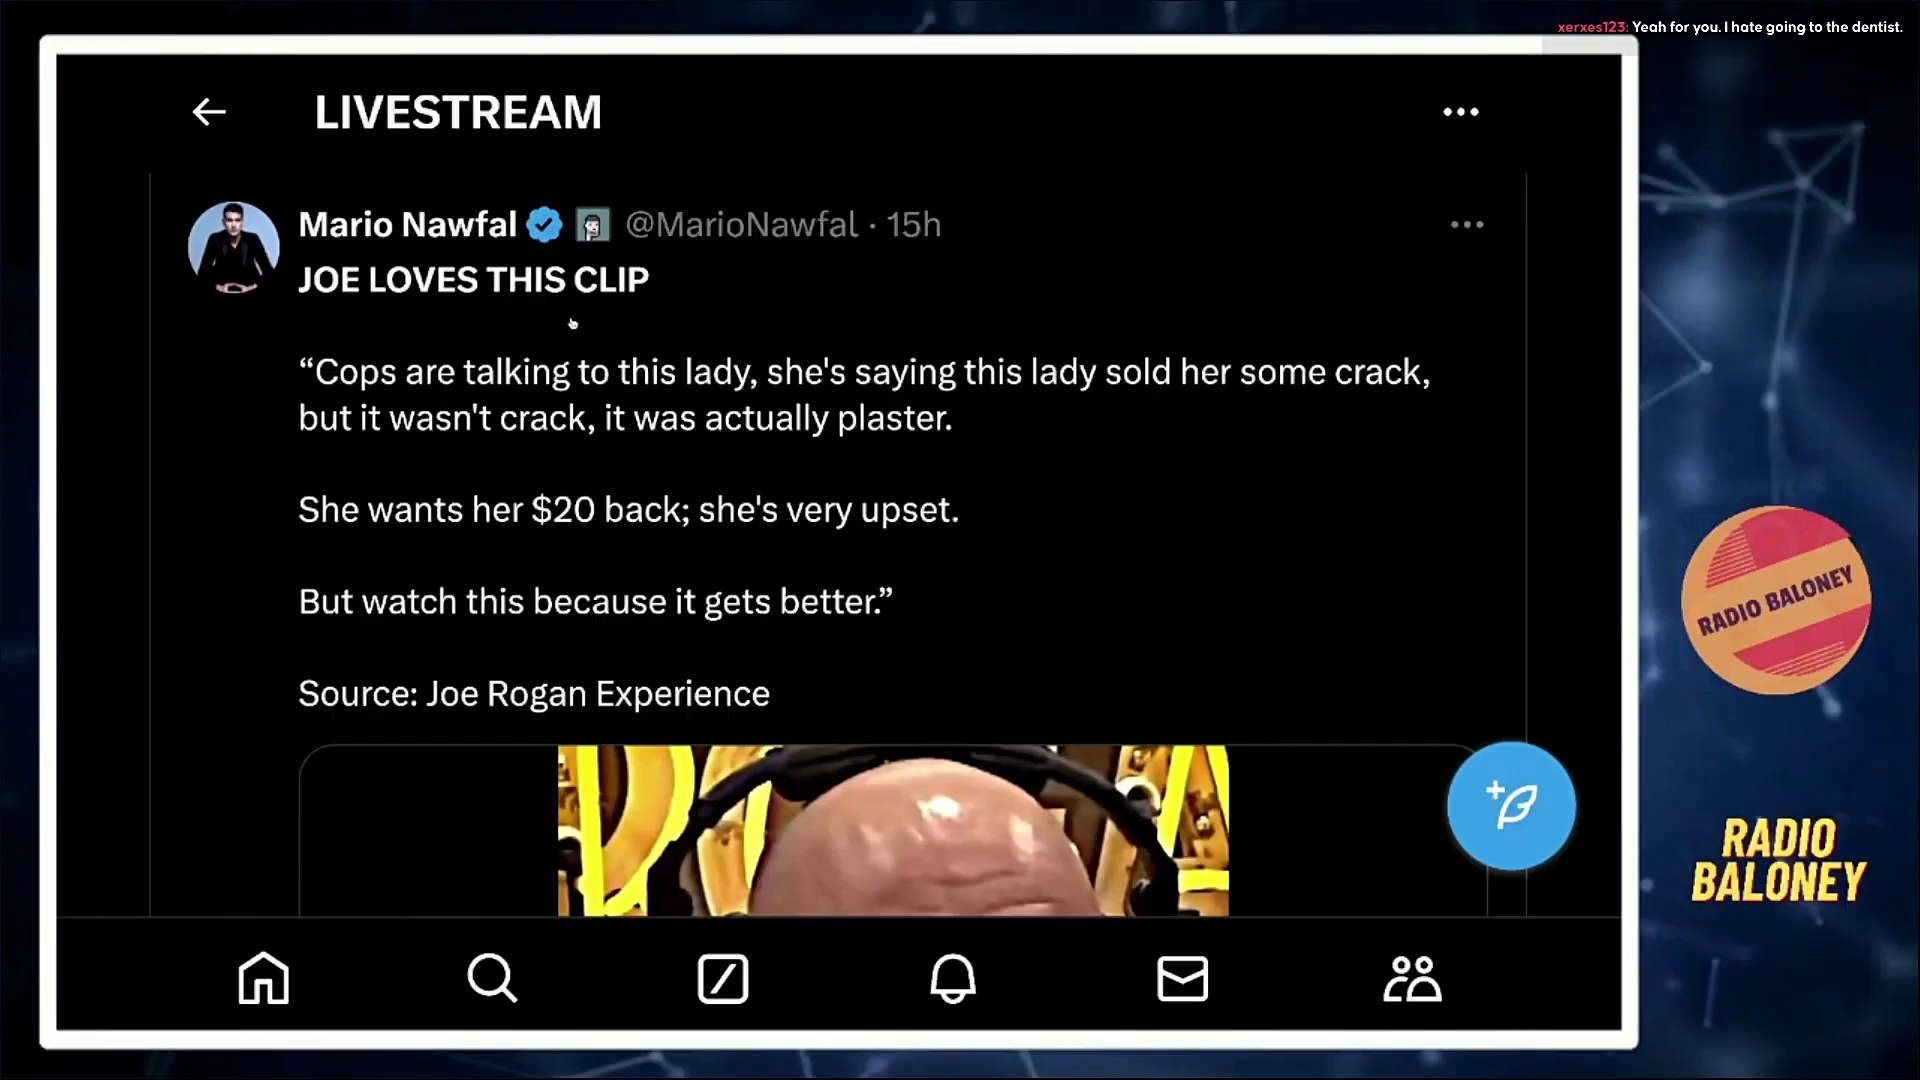 xerxes123: Yeah for you. I hate going to the dentist.
LIVESTREAM
Mario Nawfal @MarioNawfal · 15h
JOE LOVES THIS CLIP
“Cops are talking to this lady, she's saying this lady sold her some crack,
but it wasn't crack, it was actually plaster.
She wants her $20 back; she's very upset.
But watch this because it gets better.”
Source: Joe Rogan Experience
RADIO BALONEY
RADIO
BALONEY